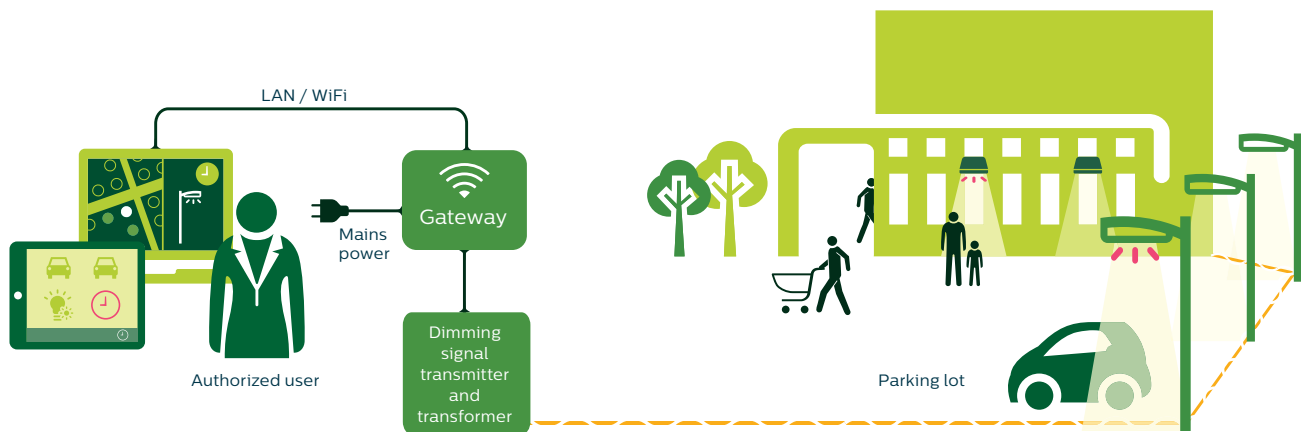 LAN / WiFi
Gateway
Mains
power
Dimming
signal
transmitter
and
transformer
Authorized user
Parking lot